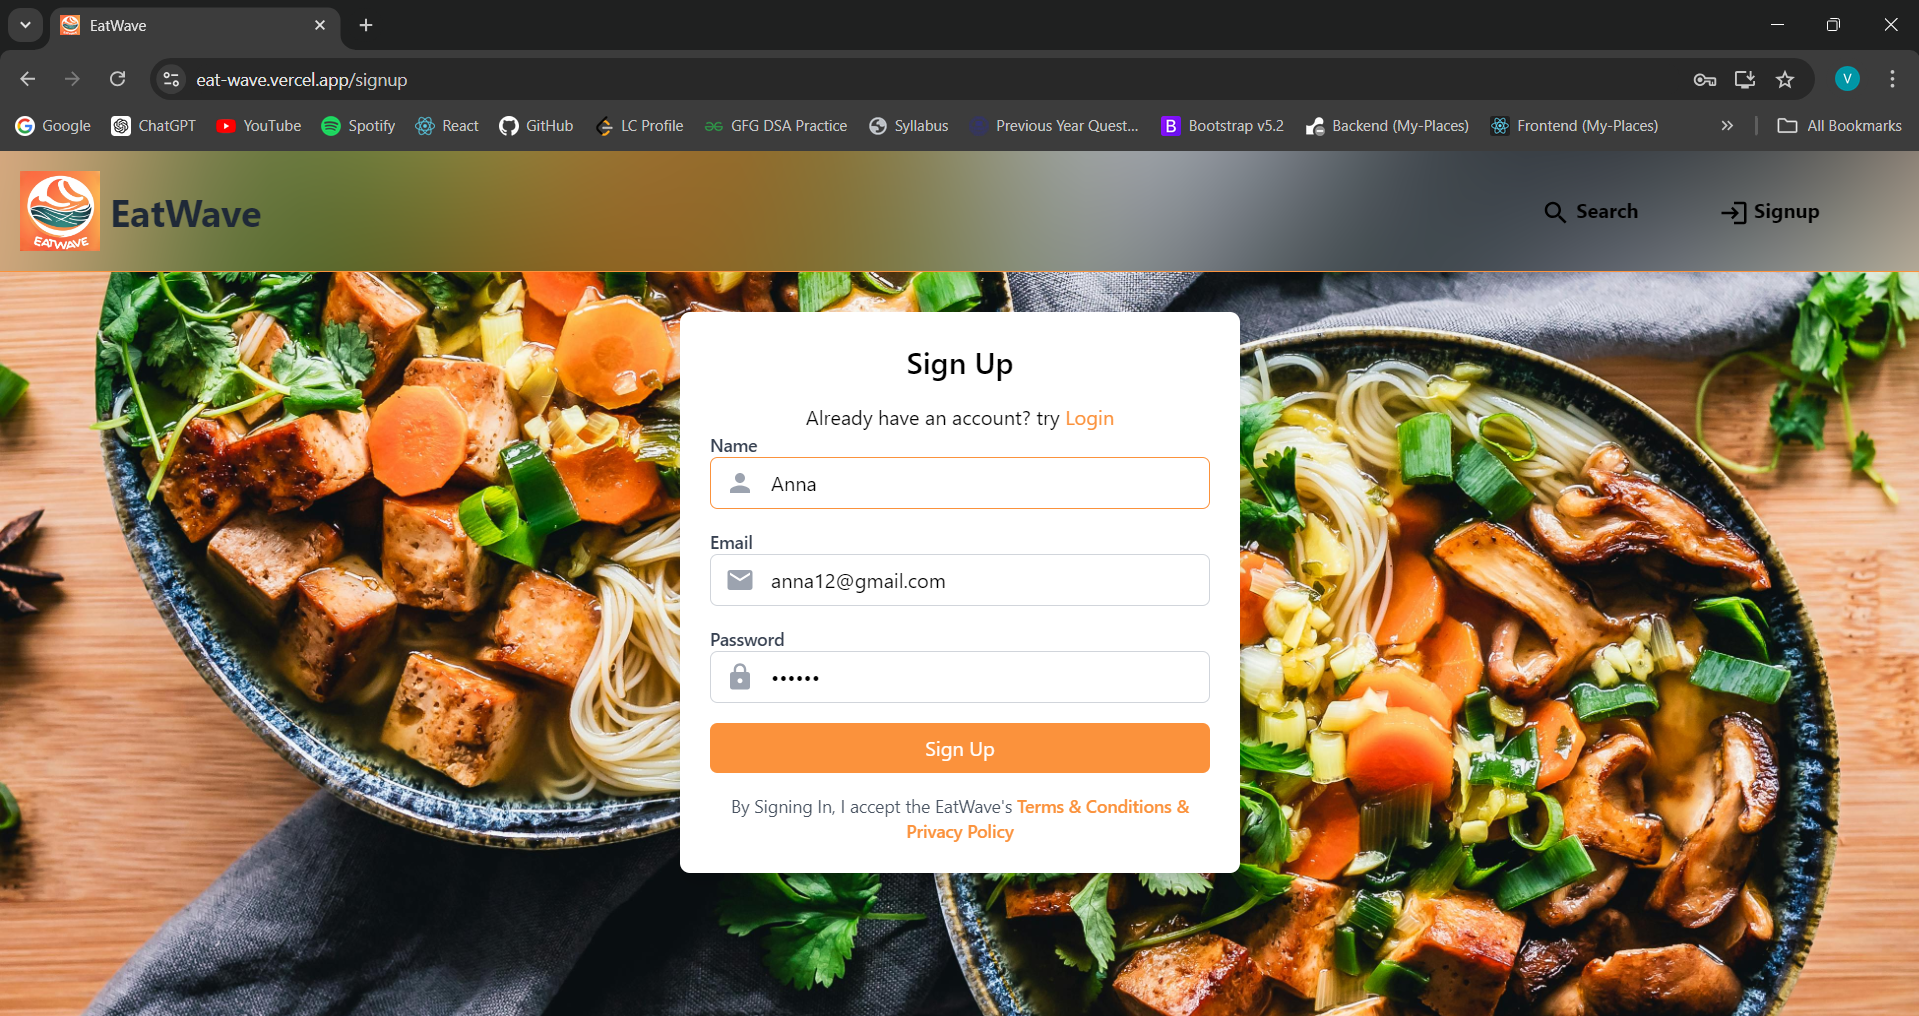 EatWave
eat-wave.vercel.app/signup
V
Google ChatGPT YouTube Spotify React GitHub LC Profile GFG DSA Practice Syllabus Previous Year Quest... Bootstrap v5.2 Backend (My-Places) Frontend (My-Places) All Bookmarks
EATWAVE
EatWave
Search
Signup
Sign Up
Already have an account? try Login
Name
Anna
Email
anna12@gmail.com
Password
••••••
Sign Up
By Signing In, I accept the EatWave's Terms & Conditions &
Privacy Policy